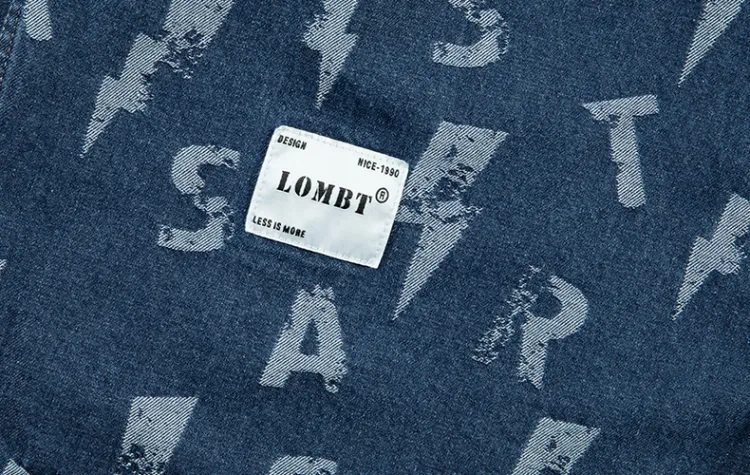 S
T
DESIGN
NICE-1990
LOMBT®
LESS IS MORE
S
A
R